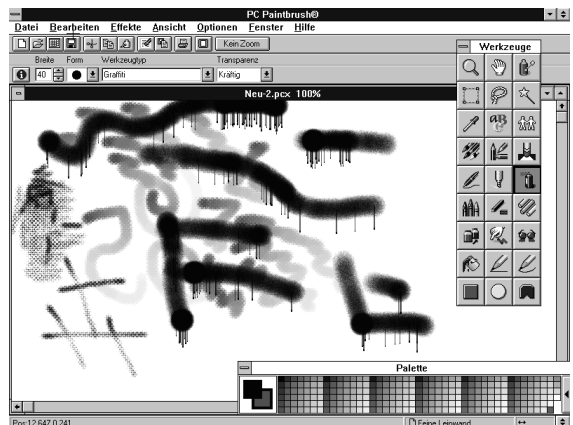 PC Paintbrush®
Datei Bearbeiten Effekte Ansicht Optionen Fenster Hilfe
Kein Zoom
Breite Form Werkzeugtyp Transparenz
40 Graffiti Kräftig
Werkzeuge
Neu-2.pcx 100%
Palette
Pos:12.647,0.241 Feine Leinwand